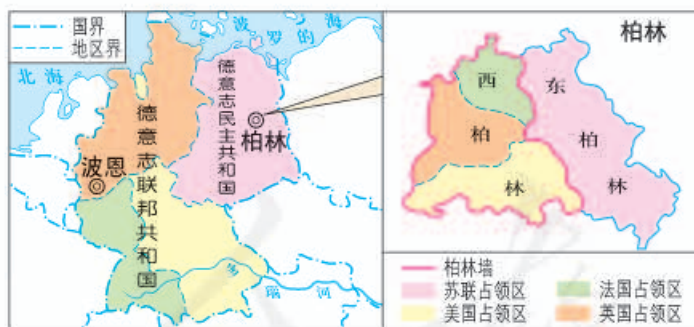 国界
地区界
北海
波罗的海
德意志民主共和国
柏林
德意志联邦共和国
波恩
多瑙河
柏林
西柏林
东柏林
柏林墙
苏联占领区
法国占领区
美国占领区
英国占领区